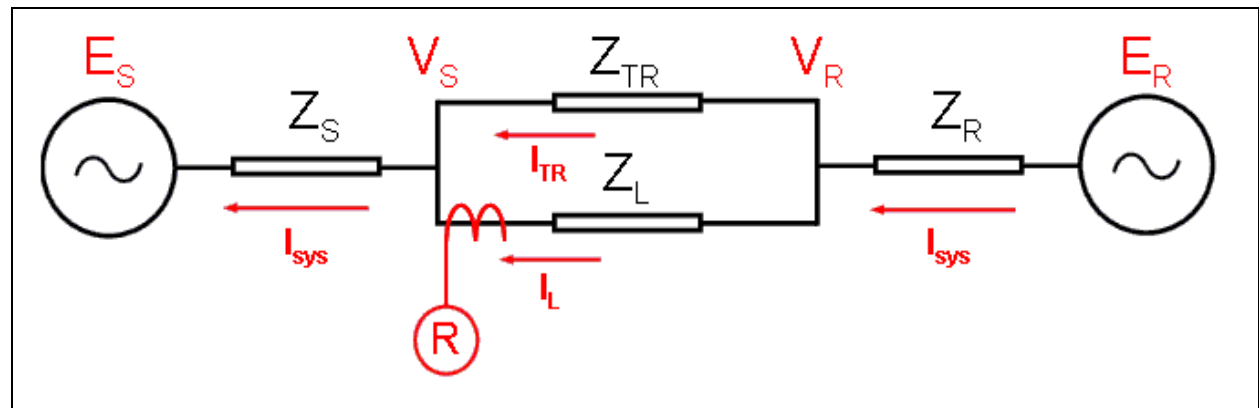 E_S
V_S
Z_TR
V_R
E_R
Z_S
Z_R
I_TR
Z_L
I_sys
I_sys
I_L
R